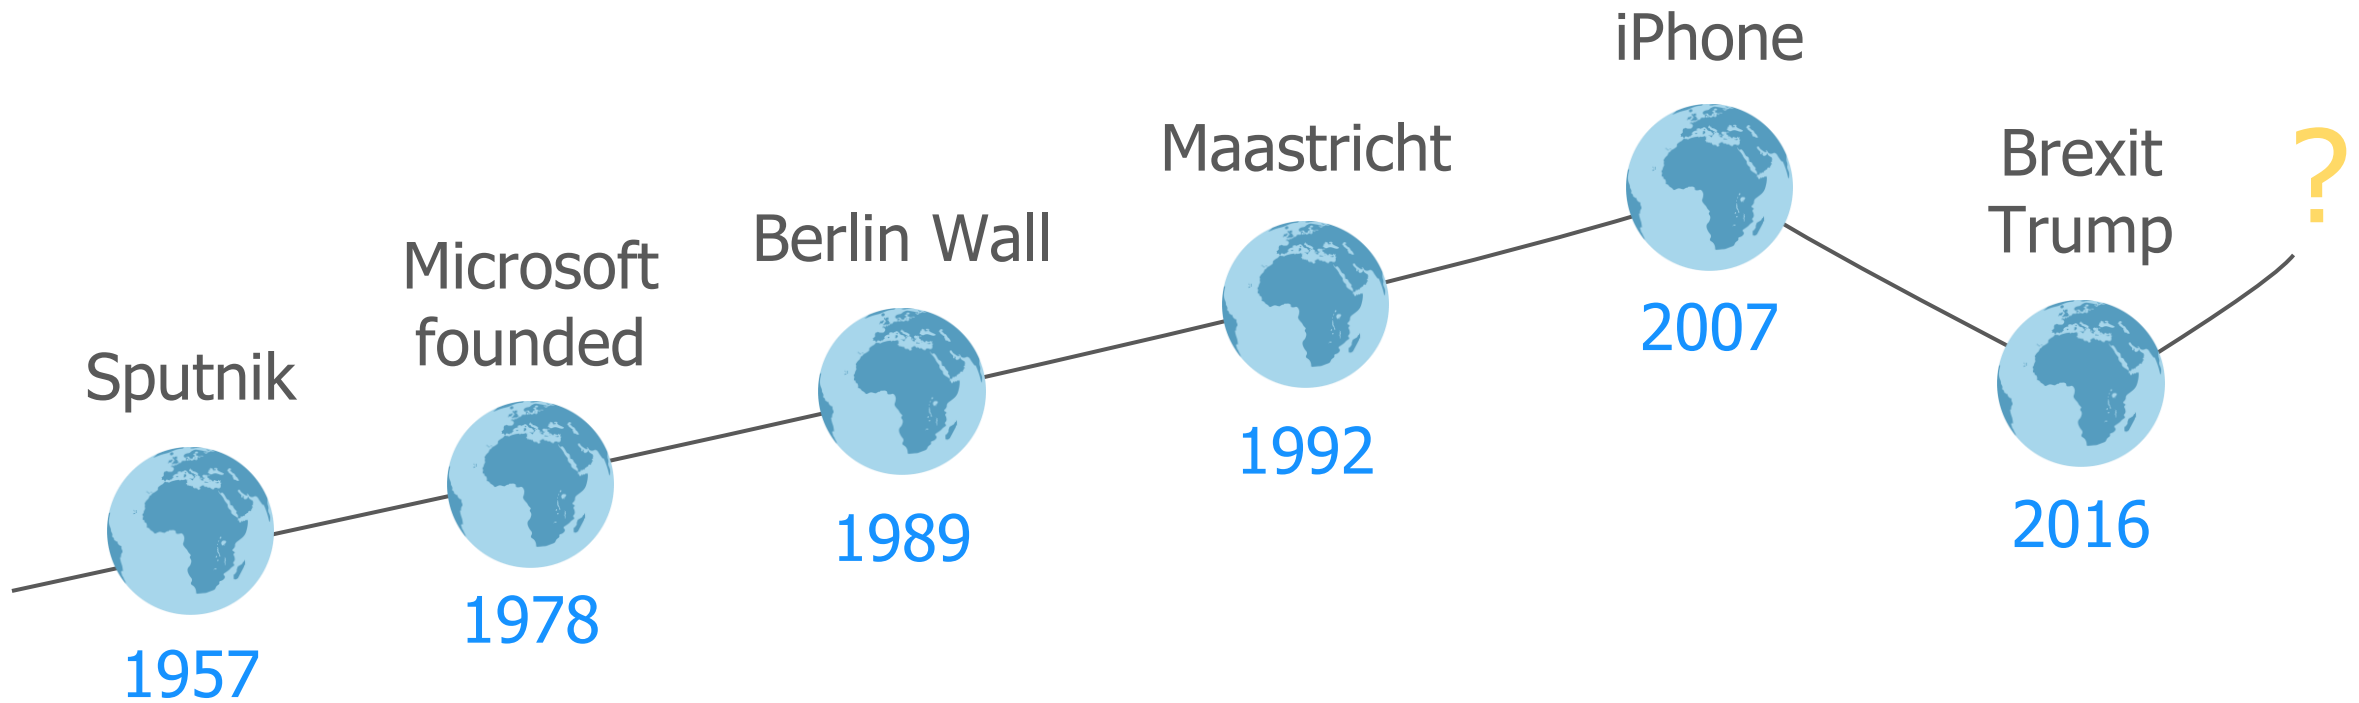 Sputnik
1957
Microsoft
founded
1978
Berlin Wall
1989
Maastricht
1992
iPhone
2007
Brexit
Trump
2016
?